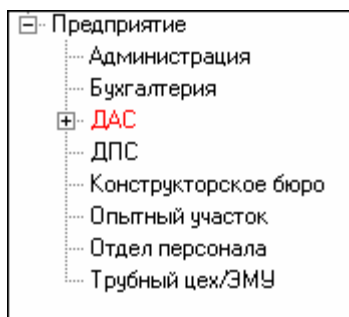 Предприятие
Администрация
Бухгалтерия
ДАС
ДПС
Конструкторское бюро
Опытный участок
Отдел персонала
Трубный цех/ЭМУ